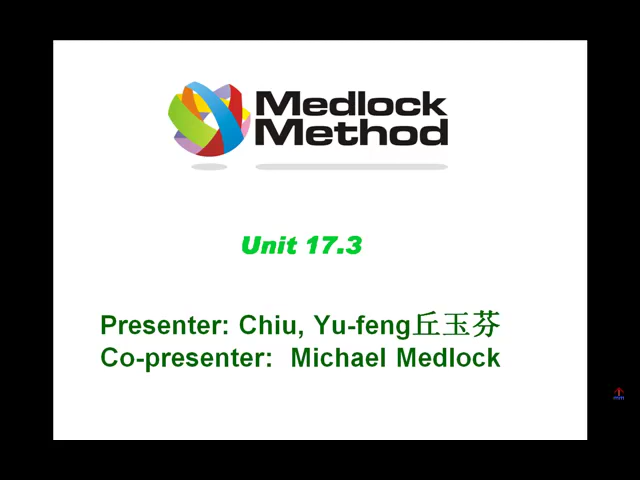 Medlock
Method
Unit 17.3
Presenter: Chiu, Yu-feng丘玉芬
Co-presenter: Michael Medlock